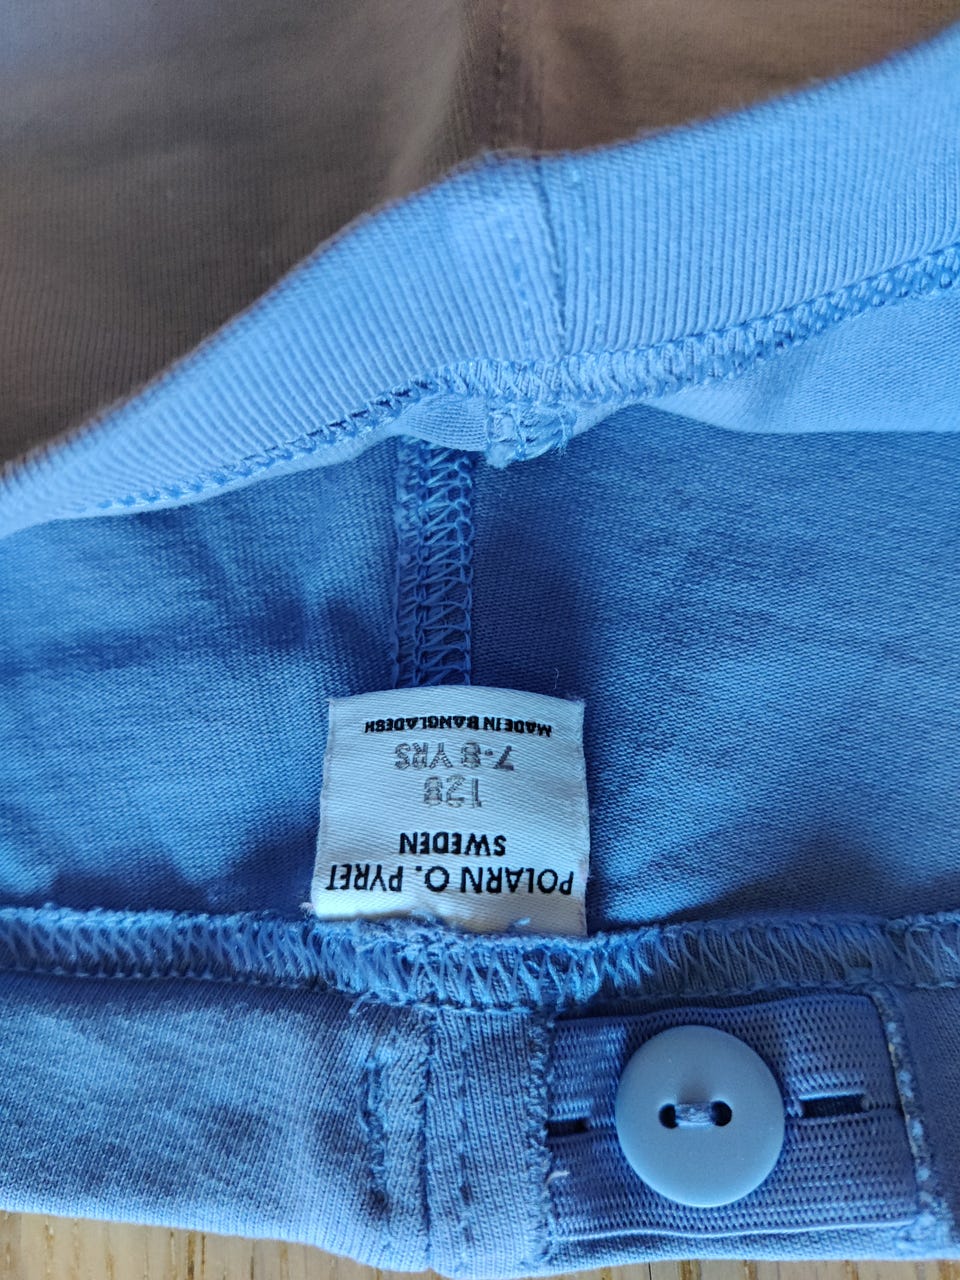 POLARN O. PYRET
SWEDEN
128
7-8 YRS
MADE IN BANGLADESH